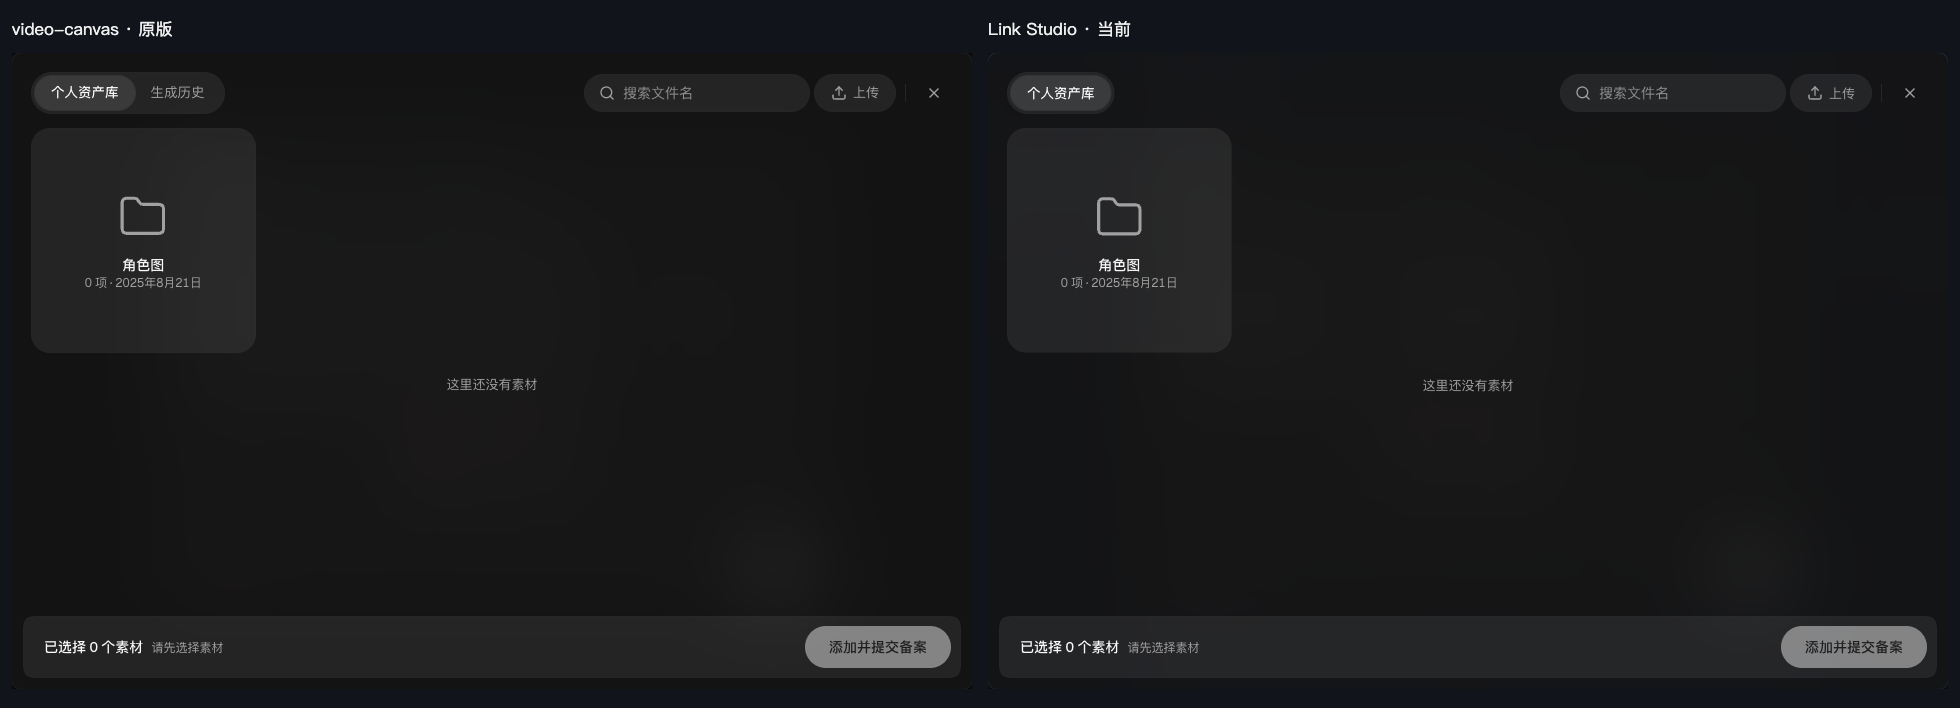 video-canvas · 原版
个人资产库 生成历史 搜索文件名 上传
角色图
0 项 · 2025年8月21日
这里还没有素材
已选择 0 个素材 请先选择素材 添加并提交备案
Link Studio · 当前
个人资产库 搜索文件名 上传
角色图
0 项 · 2025年8月21日
这里还没有素材
已选择 0 个素材 请先选择素材 添加并提交备案